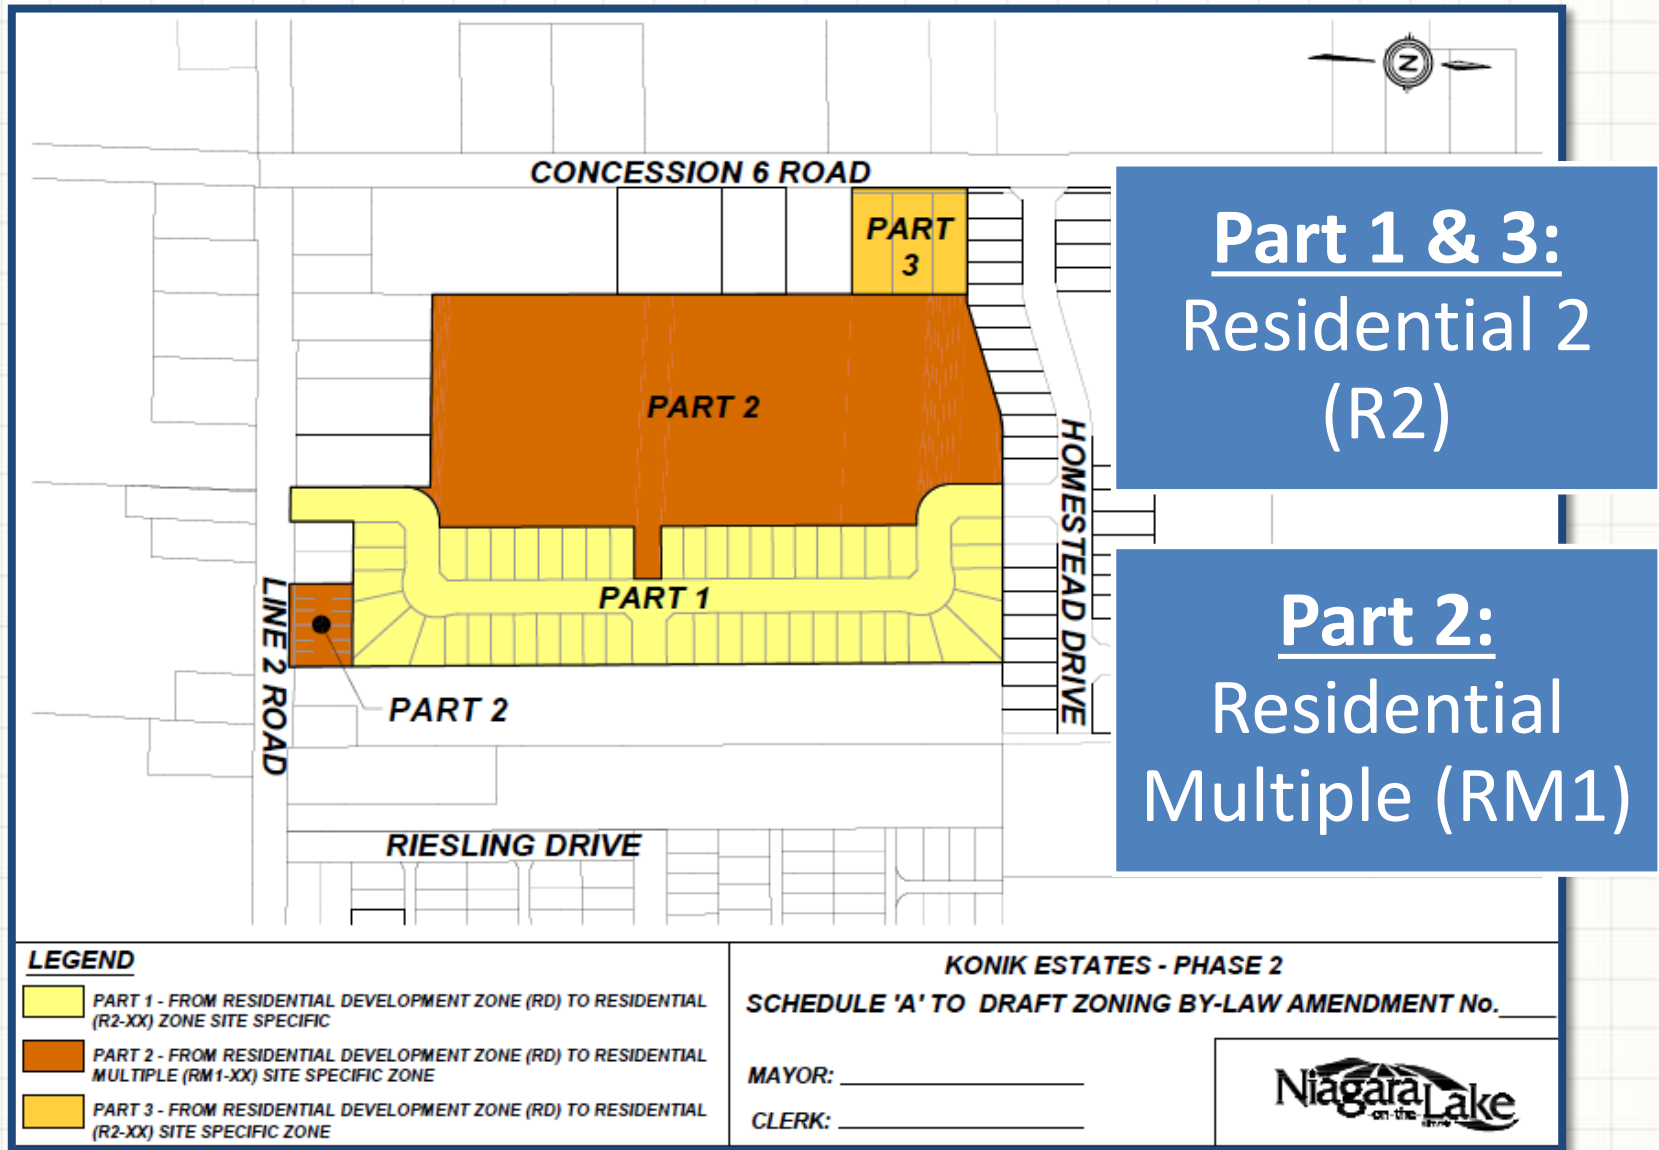 N
CONCESSION 6 ROAD
PART
3
PART 2
HOMESTEAD DRIVE
PART 1
LINE 2 ROAD
PART 2
RIESLING DRIVE
Part 1 & 3:
Residential 2
(R2)
Part 2:
Residential
Multiple (RM1)
LEGEND
PART 1 - FROM RESIDENTIAL DEVELOPMENT ZONE (RD) TO RESIDENTIAL
(R2-XX) ZONE SITE SPECIFIC
PART 2 - FROM RESIDENTIAL DEVELOPMENT ZONE (RD) TO RESIDENTIAL
MULTIPLE (RM1-XX) SITE SPECIFIC ZONE
PART 3 - FROM RESIDENTIAL DEVELOPMENT ZONE (RD) TO RESIDENTIAL
(R2-XX) SITE SPECIFIC ZONE
KONIK ESTATES - PHASE 2
SCHEDULE 'A' TO DRAFT ZONING BY-LAW AMENDMENT No.____
MAYOR: ____________________
CLERK: ____________________
Niagara
-on-the-
Lake